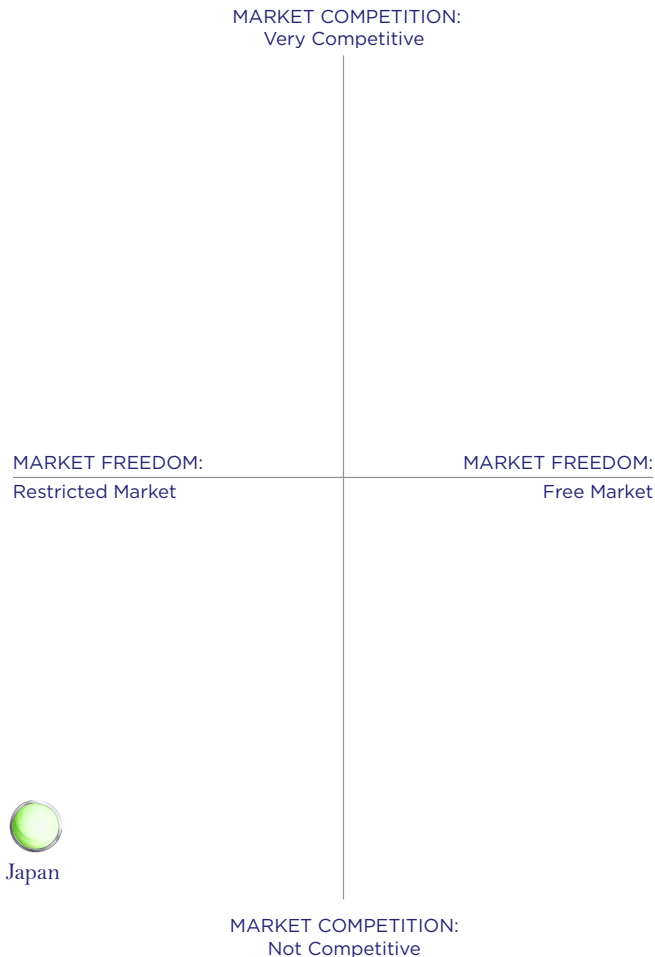 MARKET COMPETITION:
Very Competitive
MARKET FREEDOM:
Restricted Market
MARKET FREEDOM:
Free Market
Japan
MARKET COMPETITION:
Not Competitive